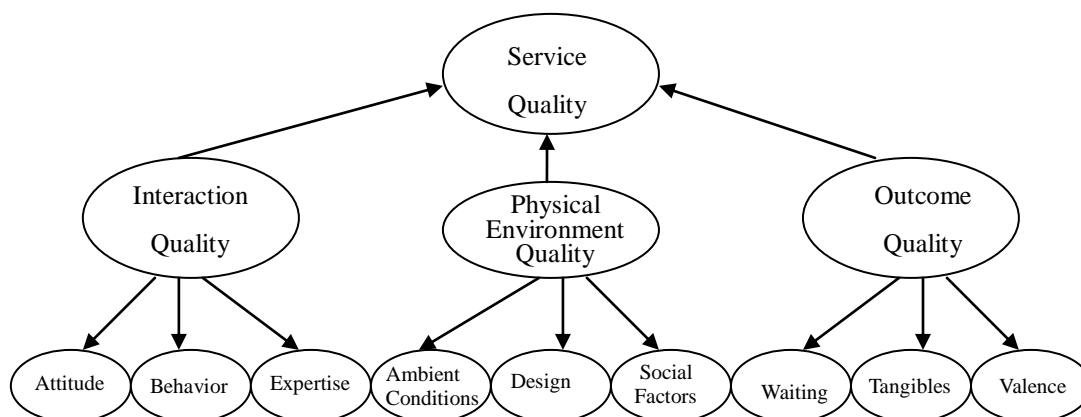 Service
Quality
Interaction
Quality
Physical
Environment
Quality
Outcome
Quality
Attitude
Behavior
Expertise
Ambient
Conditions
Design
Social
Factors
Waiting
Tangibles
Valence